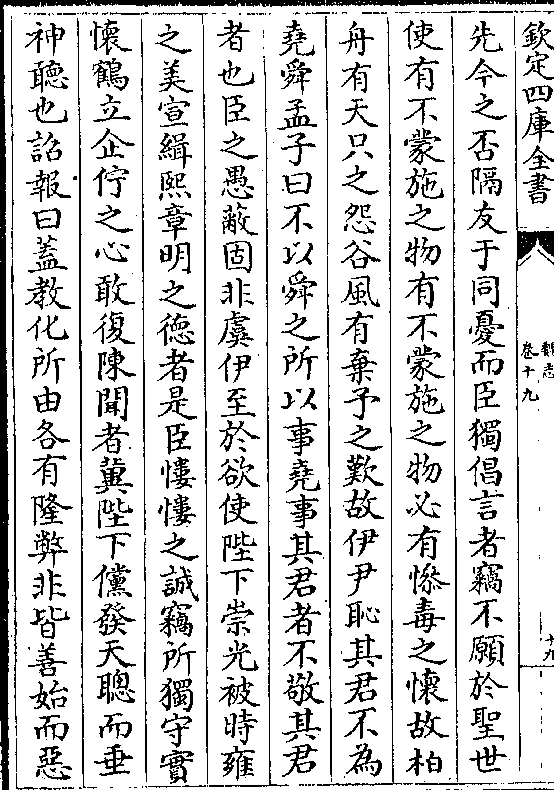 欽定四庫全書
魏志
卷十九
十九
先今之否隔友于同憂而臣獨倡言者竊不願於聖世
使有不蒙施之物有不蒙施之物必有慘毒之懷故柏
舟有天只之怨谷風有棄予之歎故伊尹恥其君不為
堯舜孟子曰不以舜之所以事堯事其君者不敬其君
者也臣之愚蔽固非虞伊至於欲使陛下崇光被時雍
之美宣緝熙章明之德者是臣悽悽之誠竊所獨守實
懷鶴立企佇之心敢復陳聞者冀陛下儻發天聰而垂
神聽也詔報曰蓋教化所由各有隆弊非皆善始而惡